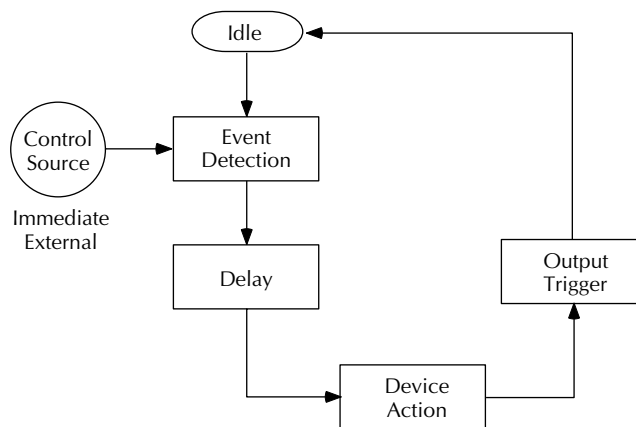 Idle
Control
Source
Immediate
External
Event
Detection
Delay
Device
Action
Output
Trigger